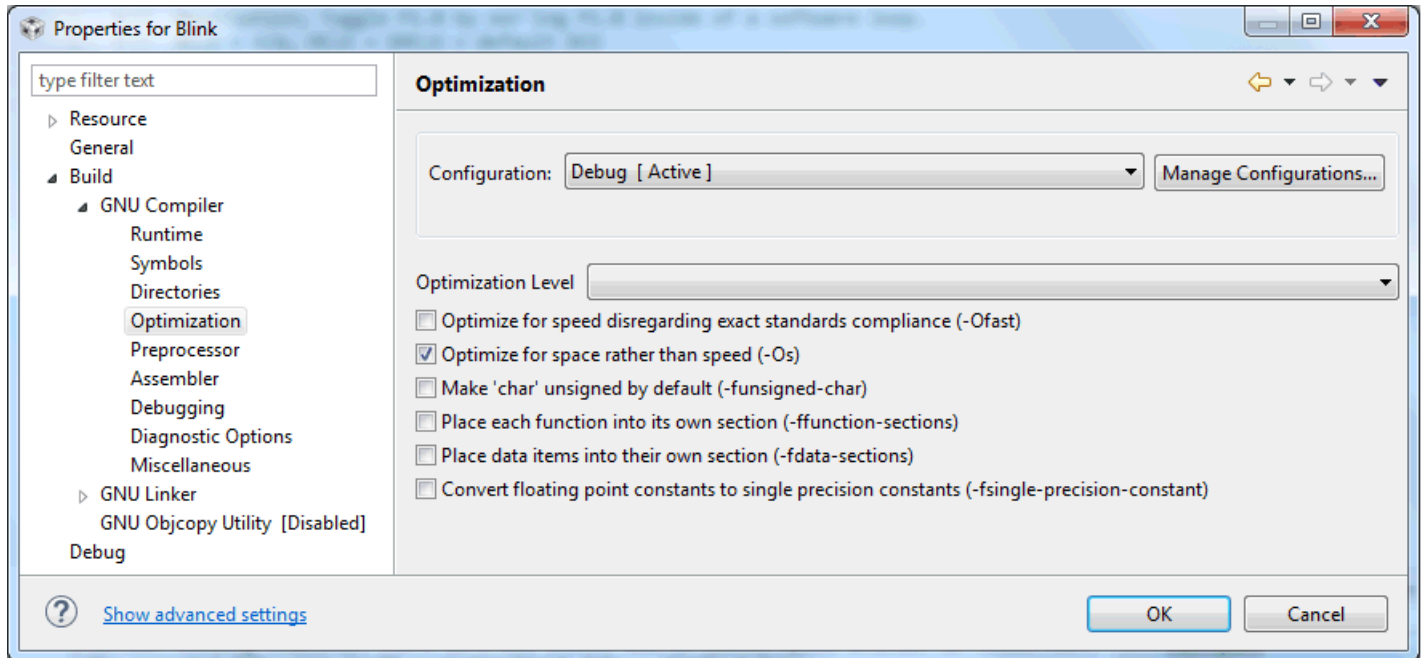 Properties for Blink
type filter text
Resource
General
Build
GNU Compiler
Runtime
Symbols
Directories
Optimization
Preprocessor
Assembler
Debugging
Diagnostic Options
Miscellaneous
GNU Linker
GNU Objcopy Utility [Disabled]
Debug
Optimization
Configuration: Debug [ Active ] Manage Configurations...
Optimization Level
Optimize for speed disregarding exact standards compliance (-Ofast)
Optimize for space rather than speed (-Os)
Make 'char' unsigned by default (-funsigned-char)
Place each function into its own section (-ffunction-sections)
Place data items into their own section (-fdata-sections)
Convert floating point constants to single precision constants (-fsingle-precision-constant)
? Show advanced settings OK Cancel